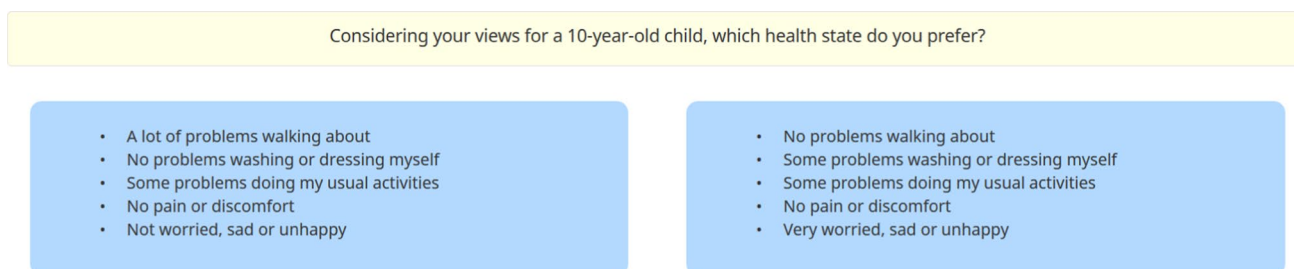 Considering your views for a 10-year-old child, which health state do you prefer?
• A lot of problems walking about
• No problems washing or dressing myself
• Some problems doing my usual activities
• No pain or discomfort
• Not worried, sad or unhappy
• No problems walking about
• Some problems washing or dressing myself
• Some problems doing my usual activities
• No pain or discomfort
• Very worried, sad or unhappy